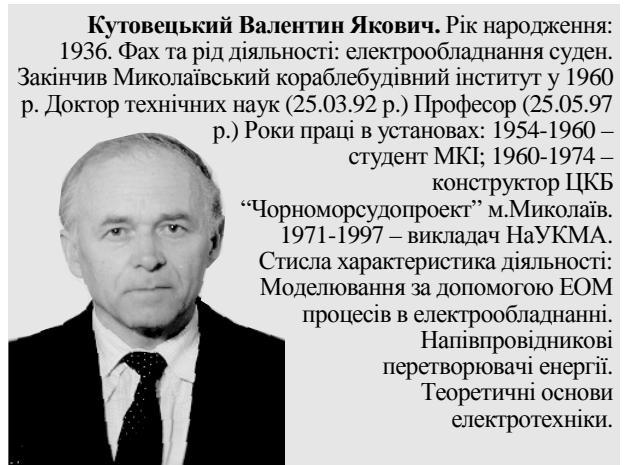 Кутовецький Валентин Якович. Рік народження:
1936. Фах та рід діяльності: електрообладнання суден.
Закінчив Миколаївський кораблебудівний інститут у 1960
р. Доктор технічних наук (25.03.92 р.) Професор (25.05.97
р.) Роки праці в установах: 1954-1960 –
студент МКІ; 1960-1974 –
конструктор ЦКБ
“Чорноморсудопроект” м.Миколаїв.
1971-1997 – викладач НаУКМА.
Стисла характеристика діяльності:
Моделювання за допомогою ЕОМ
процесів в електрообладнанні.
Напівпровідникові
перетворювачі енергії.
Теоретичні основи
електротехніки.